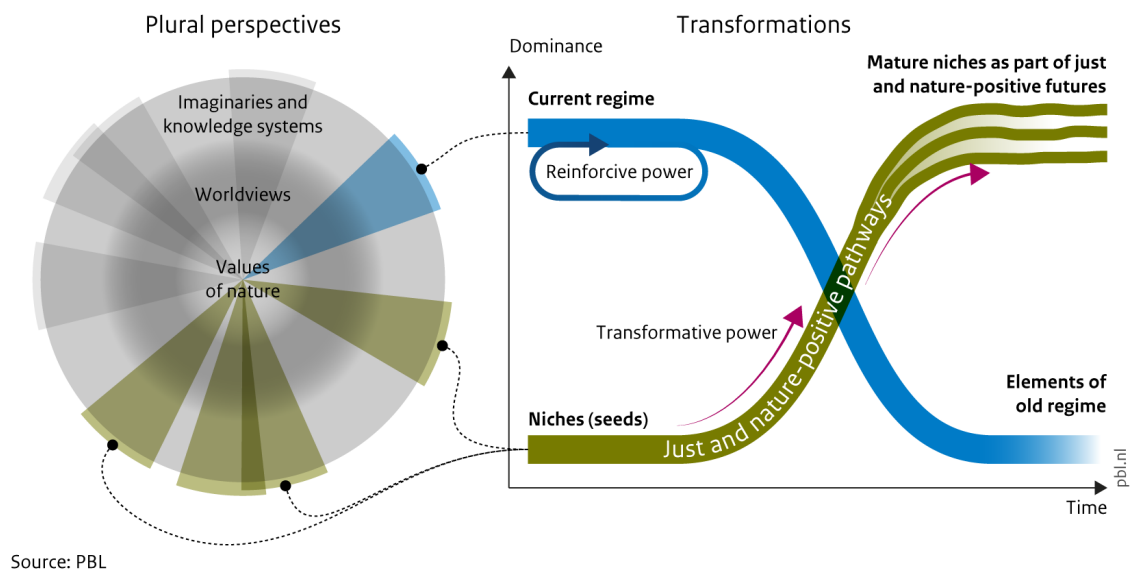 Plural perspectives
Imaginaries and
knowledge systems
Worldviews
Values
of nature
Transformations
Dominance
Mature niches as part of just
and nature-positive futures
Current regime
Reinforcive power
Transformative power
Just and nature-positive pathways
Niches (seeds)
Elements of
old regime
Time
pbl.nl
Source: PBL